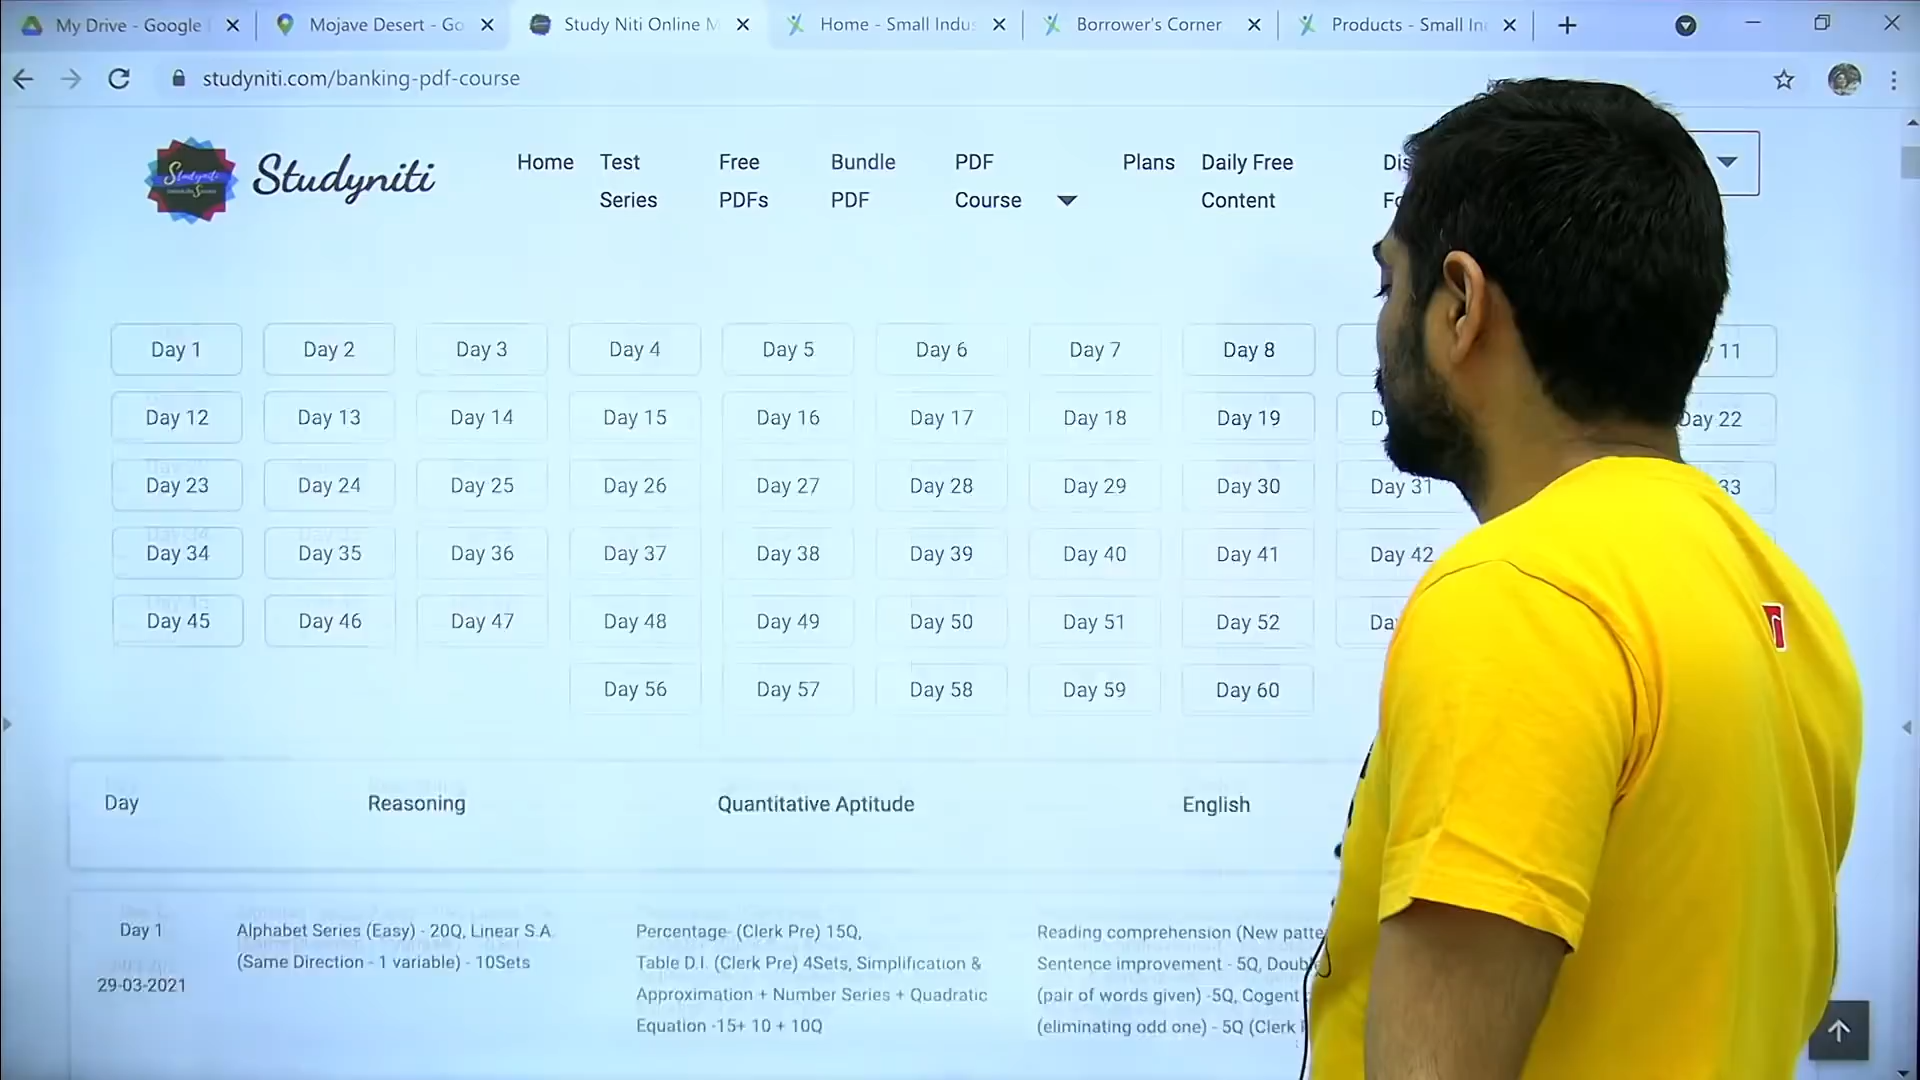 My Drive - Google
Mojave Desert - Go
Study Niti Online M
Home - Small Indus
Borrower's Corner
Products - Small In
studyniti.com/banking-pdf-course
Studyniti
Studyniti
Home
Test Series
Free PDFs
Bundle PDF
PDF Course
Plans
Daily Free Content
Day 1 Day 2 Day 3 Day 4 Day 5 Day 6 Day 7 Day 8 11
Day 12 Day 13 Day 14 Day 15 Day 16 Day 17 Day 18 Day 19 Day 22
Day 23 Day 24 Day 25 Day 26 Day 27 Day 28 Day 29 Day 30 Day 31 33
Day 34 Day 35 Day 36 Day 37 Day 38 Day 39 Day 40 Day 41 Day 42
Day 45 Day 46 Day 47 Day 48 Day 49 Day 50 Day 51 Day 52
Day 56 Day 57 Day 58 Day 59 Day 60
Day Reasoning Quantitative Aptitude English
Day 1
29-03-2021
Alphabet Series (Easy) - 20Q, Linear S.A.
(Same Direction - 1 variable) - 10Sets
Percentage- (Clerk Pre) 15Q,
Table D.I. (Clerk Pre) 4Sets, Simplification &
Approximation + Number Series + Quadratic
Equation -15+ 10 + 10Q
Reading comprehension (New patte
Sentence improvement - 5Q, Doubl
(pair of words given) -5Q, Cogent
(eliminating odd one) - 5Q (Clerk